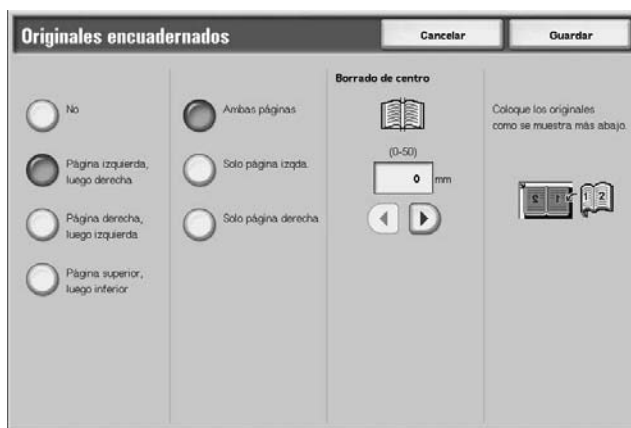 Originales encuadernados
Cancelar
Guardar
No
Página izquierda,
luego derecha
Página derecha,
luego izquierda
Página superior,
luego inferior
Ambas páginas
Solo página izqda.
Solo página derecha
Borrado de centro
(0-50)
0 mm
Coloque los originales
como se muestra más abajo.
2 1 1 2